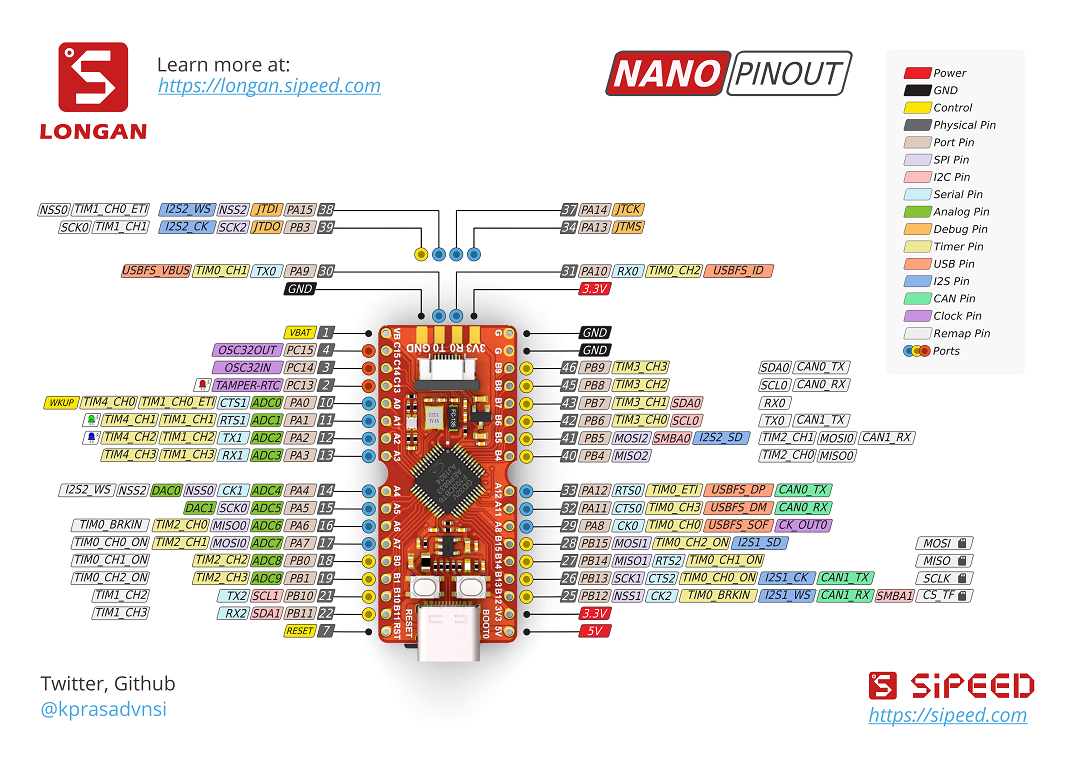 LONGAN
Learn more at:
https://longan.sipeed.com
NANO PINOUT
Power
GND
Control
Physical Pin
Port Pin
SPI Pin
I2C Pin
Serial Pin
Analog Pin
Debug Pin
Timer Pin
USB Pin
I2S Pin
CAN Pin
Clock Pin
Remap Pin
Ports
NSS0 TIM1_CH0_ETI I2S2_WS NSS2 JTDI PA15 38
SCK0 TIM1_CH1 I2S2_CK SCK2 JTDO PB3 39
USBFS_VBUS TIM0_CH1 TX0 PA9 30
GND
37 PA14 JTCK
34 PA13 JTMS
31 PA10 RX0 TIM0_CH2 USBFS_ID
3.3V
VBAT 1
OSC32OUT PC15 4
OSC32IN PC14 3
TAMPER-RTC PC13 2
WKUP TIM4_CH0 TIM1_CH0_ETI CTS1 ADC0 PA0 10
TIM4_CH1 TIM1_CH1 RTS1 ADC1 PA1 11
TIM4_CH2 TIM1_CH2 TX1 ADC2 PA2 12
TIM4_CH3 TIM1_CH3 RX1 ADC3 PA3 13
I2S2_WS NSS2 DAC0 NSS0 CK1 ADC4 PA4 14
DAC1 SCK0 ADC5 PA5 15
TIM0_BRKIN TIM2_CH0 MISO0 ADC6 PA6 16
TIM0_CH0_ON TIM2_CH1 MOSI0 ADC7 PA7 17
TIM0_CH1_ON TIM2_CH2 ADC8 PB0 18
TIM0_CH2_ON TIM2_CH3 ADC9 PB1 19
TIM1_CH2 TX2 SCL1 PB10 21
TIM1_CH3 RX2 SDA1 PB11 22
RESET 7
VB
C15
C14
C13
A0
A1
A2
A3
A4
A5
A6
A7
B0
B1
B10
B11
RST
3V3 R0 T0 GND
RESET
BOOT0
G
G
B9
B8
B7
B6
B5
B4
A12
A11
A8
B15
B14
B13
B12
3V3
5V
GND
GND
46 PB9 TIM3_CH3 SDA0 CAN0_TX
45 PB8 TIM3_CH2 SCL0 CAN0_RX
43 PB7 TIM3_CH1 SDA0 RX0
42 PB6 TIM3_CH0 SCL0 TX0 CAN1_TX
41 PB5 MOSI2 SMBA0 I2S2_SD TIM2_CH1 MOSI0 CAN1_RX
40 PB4 MISO2 TIM2_CH0 MISO0
33 PA12 RTS0 TIM0_ETI USBFS_DP CAN0_TX
32 PA11 CTS0 TIM0_CH3 USBFS_DM CAN0_RX
29 PA8 CK0 TIM0_CH0 USBFS_SOF CK_OUT0
28 PB15 MOSI1 TIM0_CH2_ON I2S1_SD MOSI
27 PB14 MISO1 RTS2 TIM0_CH1_ON MISO
26 PB13 SCK1 CTS2 TIM0_CH0_ON I2S1_CK CAN1_TX SCLK
25 PB12 NSS1 CK2 TIM0_BRKIN I2S1_WS CAN1_RX SMBA1 CS_TF
3.3V
5V
Twitter, Github
@kprasadvnsi
SiPEED
https://sipeed.com